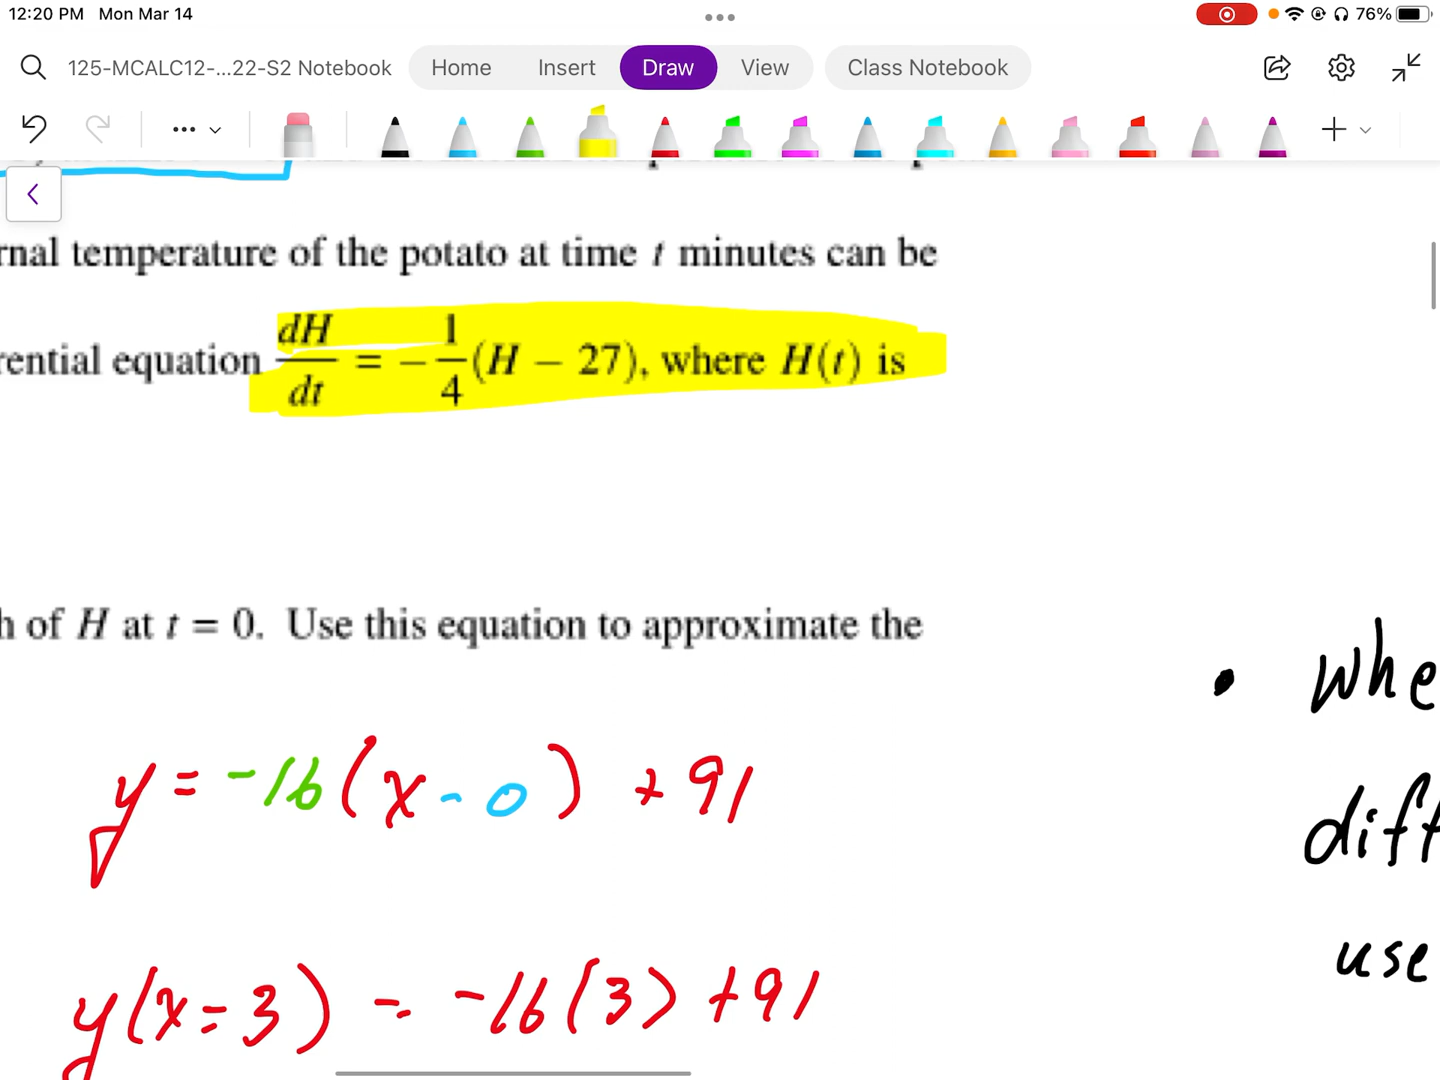 12:20 PM Mon Mar 14 76%
125-MCALC12-...22-S2 Notebook Home Insert Draw View Class Notebook
rnal temperature of the potato at time t minutes can be
rential equation dH/dt = -1/4(H – 27), where H(t) is
h of H at t = 0. Use this equation to approximate the
• whe
y = -16(x - 0) + 91
diff
use
y(x=3) = -16(3) + 91